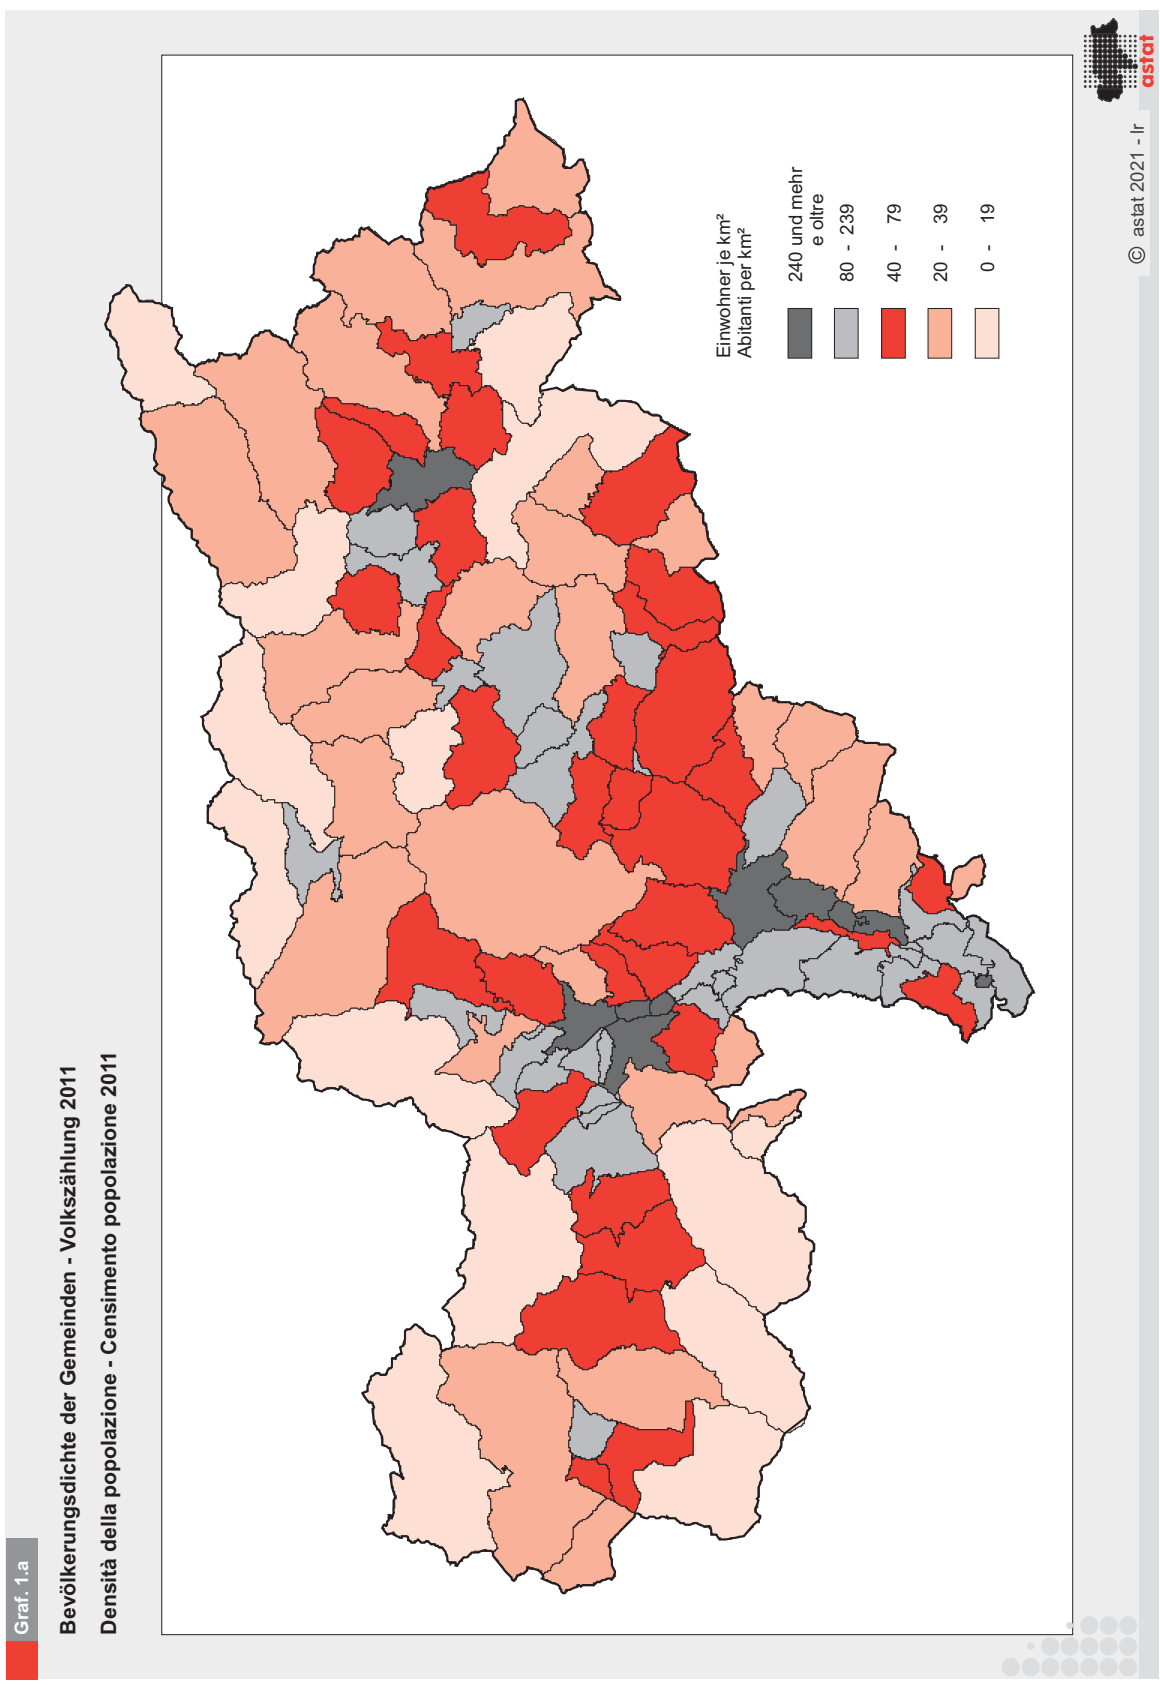 Graf. 1.a
Bevölkerungsdichte der Gemeinden - Volkszählung 2011
Densità della popolazione - Censimento popolazione 2011
Einwohner je km²
Abitanti per km²
240 und mehr
e oltre
80 - 239
40 - 79
20 - 39
0 - 19
© astat 2021 - lr
astat